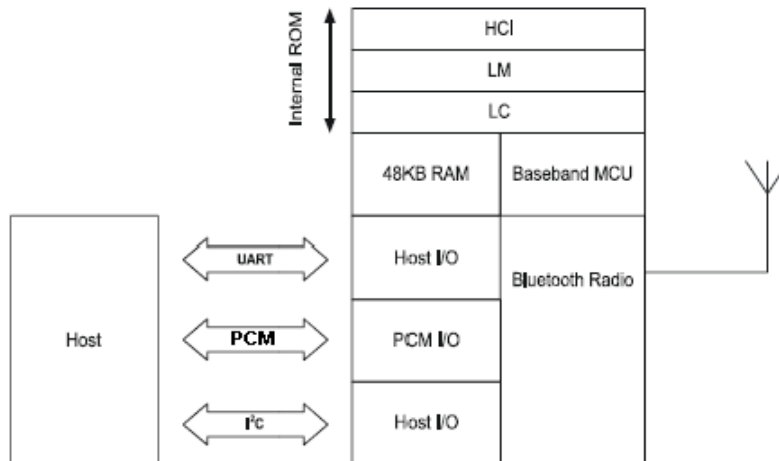 Internal ROM
HCI
LM
LC
48KB RAM
Baseband MCU
Host
UART
Host I/O
Bluetooth Radio
PCM
PCM I/O
I²C
Host I/O